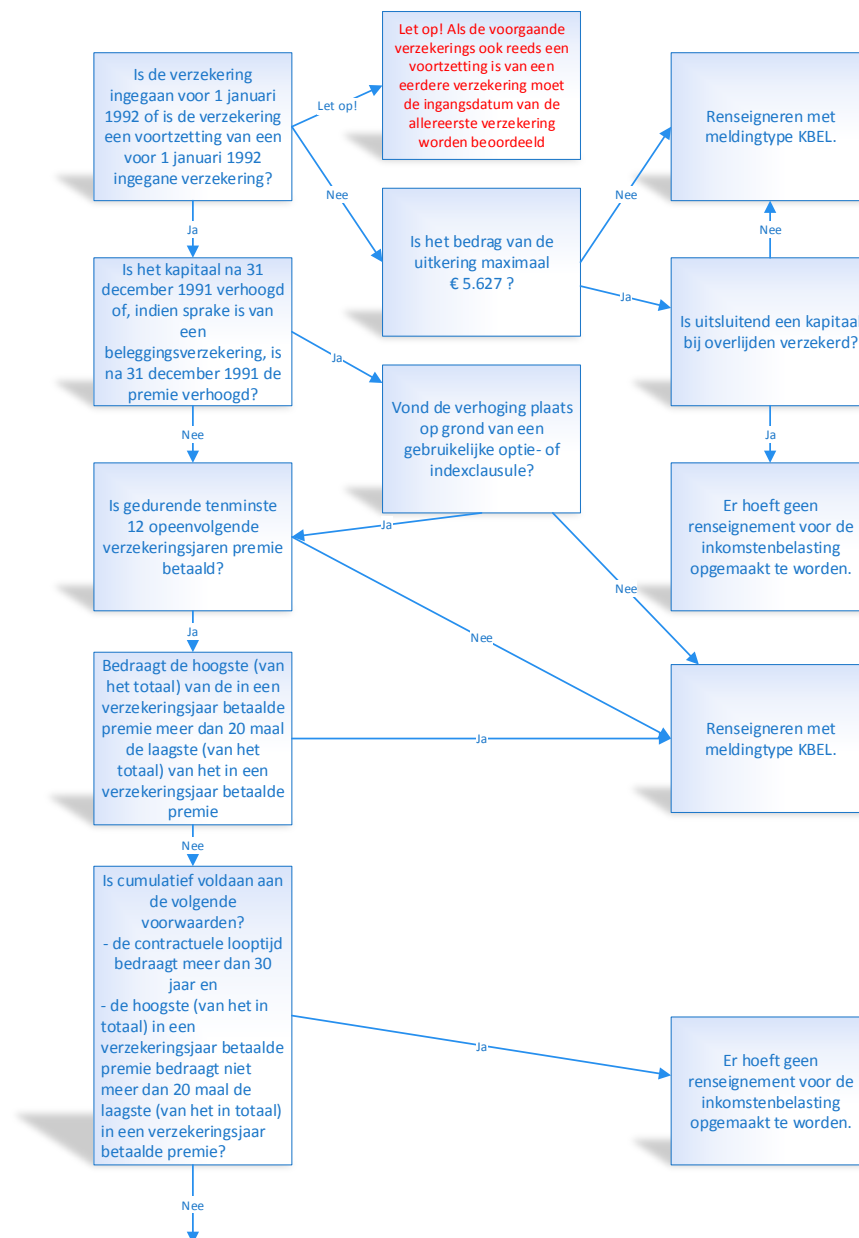 Is de verzekering
ingegaan voor 1 januari
1992 of is de verzekering
een voortzetting van een
voor 1 januari 1992
ingegane verzekering?
Let op!
Let op! Als de voorgaande
verzekerings ook reeds een
voortzetting is van een
eerdere verzekering moet
de ingangsdatum van de
allereerste verzekering
worden beoordeeld
Renseigneren met
meldingtype KBEL.
Nee
Nee
Ja
Is het bedrag van de
uitkering maximaal
€ 5.627 ?
Nee
Ja
Is het kapitaal na 31
december 1991 verhoogd
of, indien sprake is van
een
beleggingsverzekering, is
na 31 december 1991 de
premie verhoogd?
Is uitsluitend een kapitaal
bij overlijden verzekerd?
Ja
Nee
Vond de verhoging plaats
op grond van een
gebruikelijke optie- of
indexclausule?
Ja
Is gedurende tenminste
12 opeenvolgende
verzekeringsjaren premie
betaald?
Er hoeft geen
renseignement voor de
inkomstenbelasting
opgemaakt te worden.
Ja
Nee
Ja
Nee
Bedraagt de hoogste (van
het totaal) van de in een
verzekeringsjaar betaalde
premie meer dan 20 maal
de laagste (van het
totaal) van het in een
verzekeringsjaar betaalde
premie
Ja
Renseigneren met
meldingtype KBEL.
Nee
Is cumulatief voldaan aan
de volgende
voorwaarden?
- de contractuele looptijd
bedraagt meer dan 30
jaar en
- de hoogste (van het in
totaal) in een
verzekeringsjaar betaalde
premie bedraagt niet
meer dan 20 maal de
laagste (van het in totaal)
in een verzekeringsjaar
betaalde premie?
Ja
Er hoeft geen
renseignement voor de
inkomstenbelasting
opgemaakt te worden.
Nee